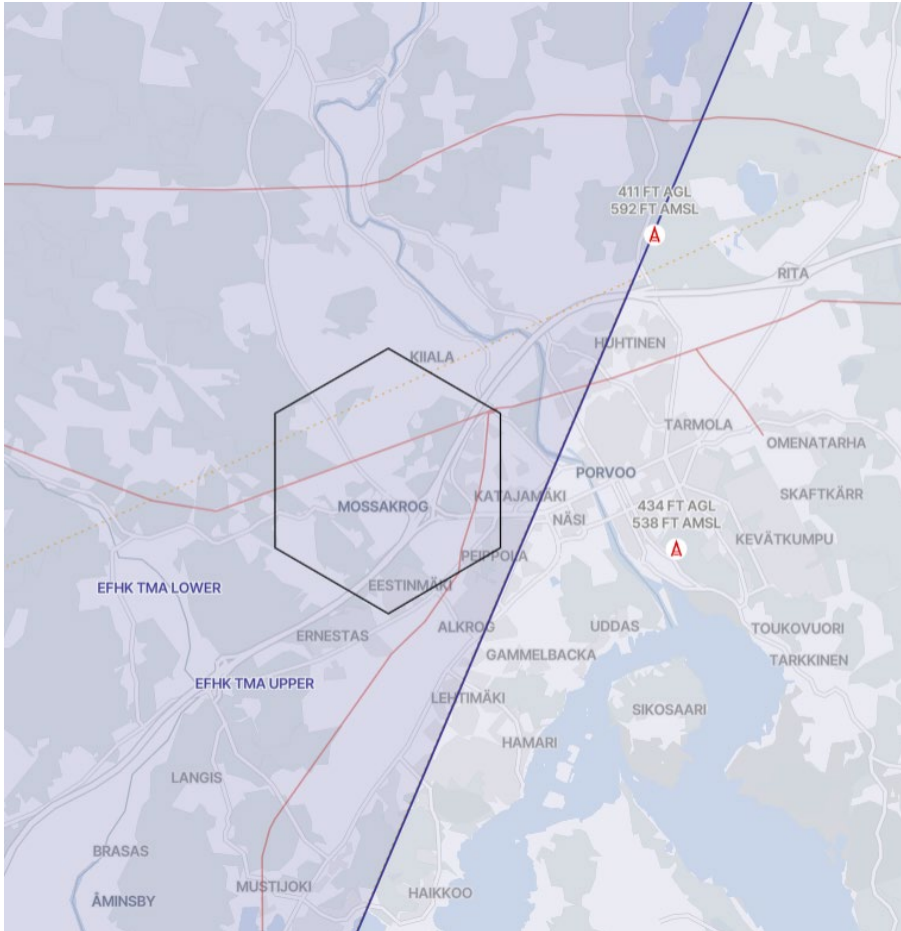 411 FT AGL
592 FT AMSL
RITA
HUHTINEN
KIIALA
TARMOLA
OMENATARHA
PORVOO
SKAFTKÄRR
KATAJAMÄKI
MOSSAKROG
434 FT AGL
538 FT AMSL
NÄSI
KEVÄTKUMPU
PEIPPOLA
EESTINMÄKI
EFHK TMA LOWER
ALKROG
UDDAS
TOUKOVUORI
ERNESTAS
GAMMELBACKA
TARKKINEN
EFHK TMA UPPER
LEHTIMÄKI
SIKOSAARI
HAMARI
LANGIS
BRASAS
MUSTIJOKI
HAIKKOO
ÅMINSBY